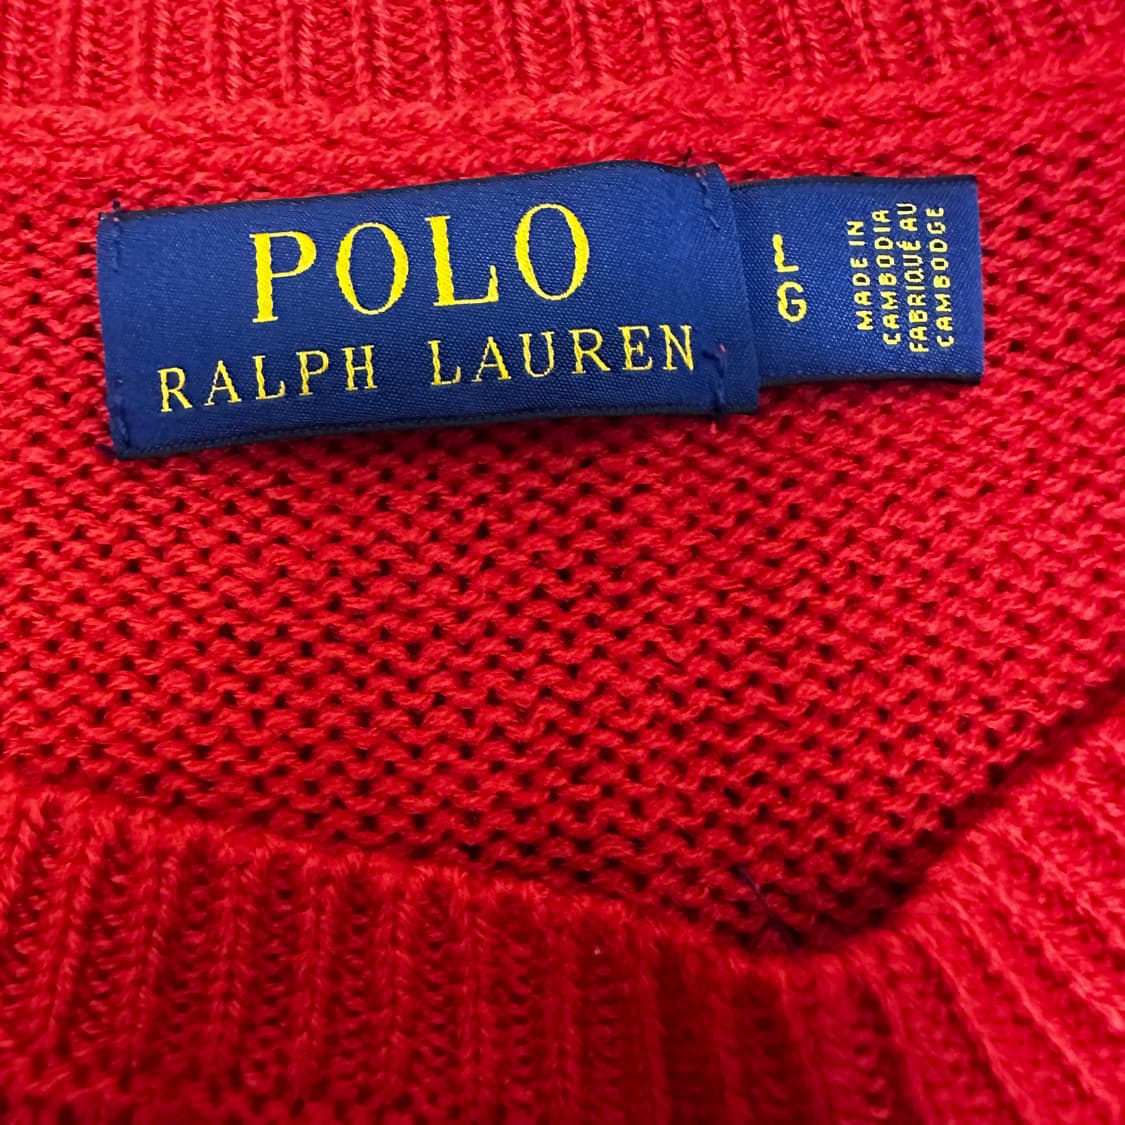 POLO
RALPH LAUREN
L
G
MADE IN
CAMBODIA
FABRIQUÉ AU
CAMBODGE